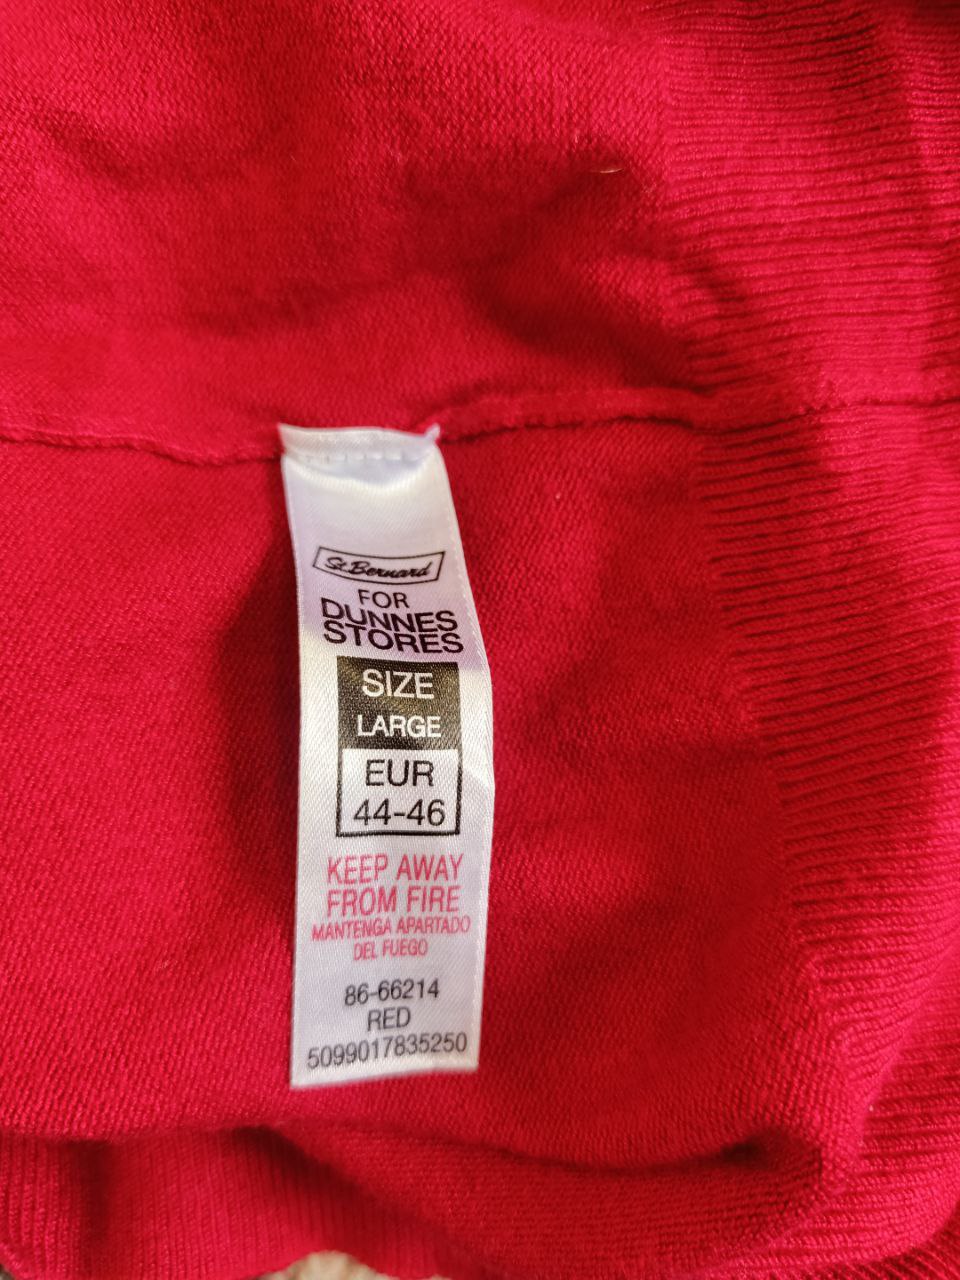 St.Bernard
FOR
DUNNES
STORES
SIZE
LARGE
EUR
44-46
KEEP AWAY
FROM FIRE
MANTENGA APARTADO
DEL FUEGO
86-66214
RED
5099017835250